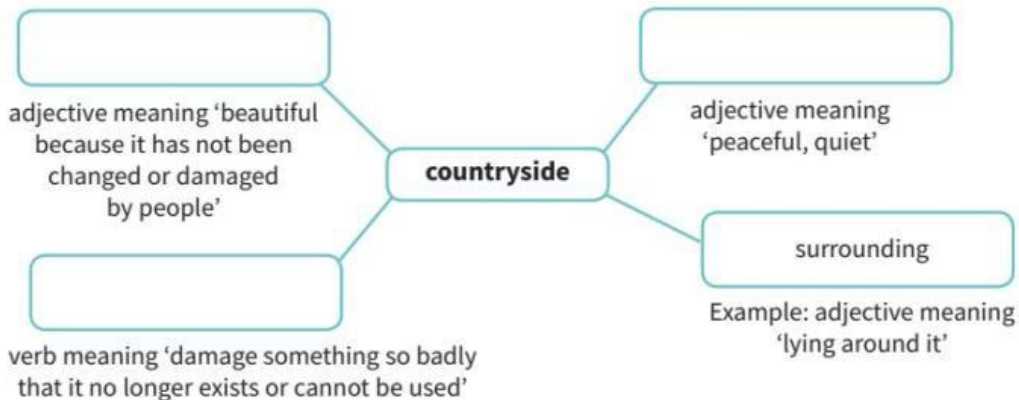 adjective meaning ‘beautiful
because it has not been
changed or damaged
by people’
adjective meaning
‘peaceful, quiet’
countryside
surrounding
Example: adjective meaning
‘lying around it’
verb meaning ‘damage something so badly
that it no longer exists or cannot be used’